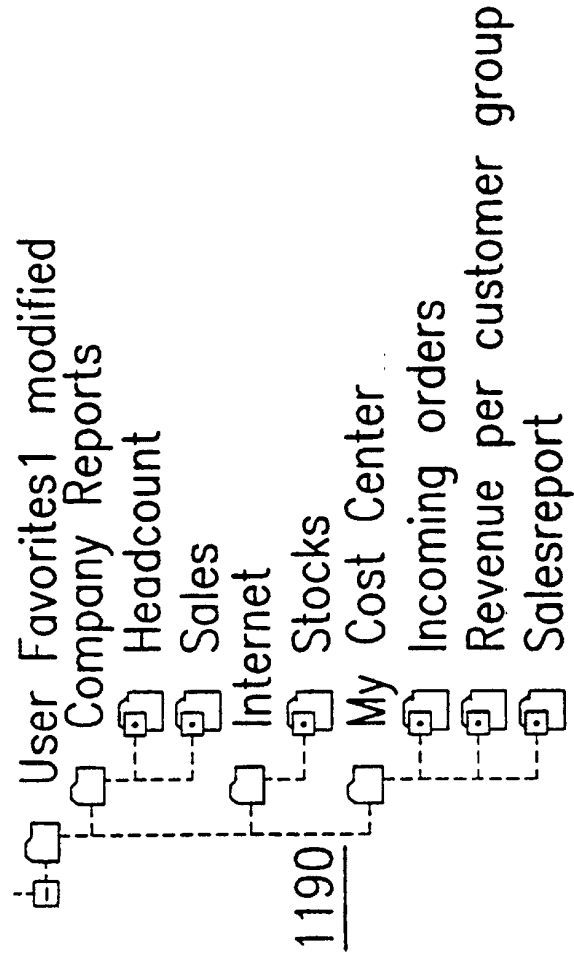 User Favorites1 modified
Company Reports
Headcount
Sales
Internet
Stocks
My Cost Center
Incoming orders
Revenue per customer group
Salesreport
1190